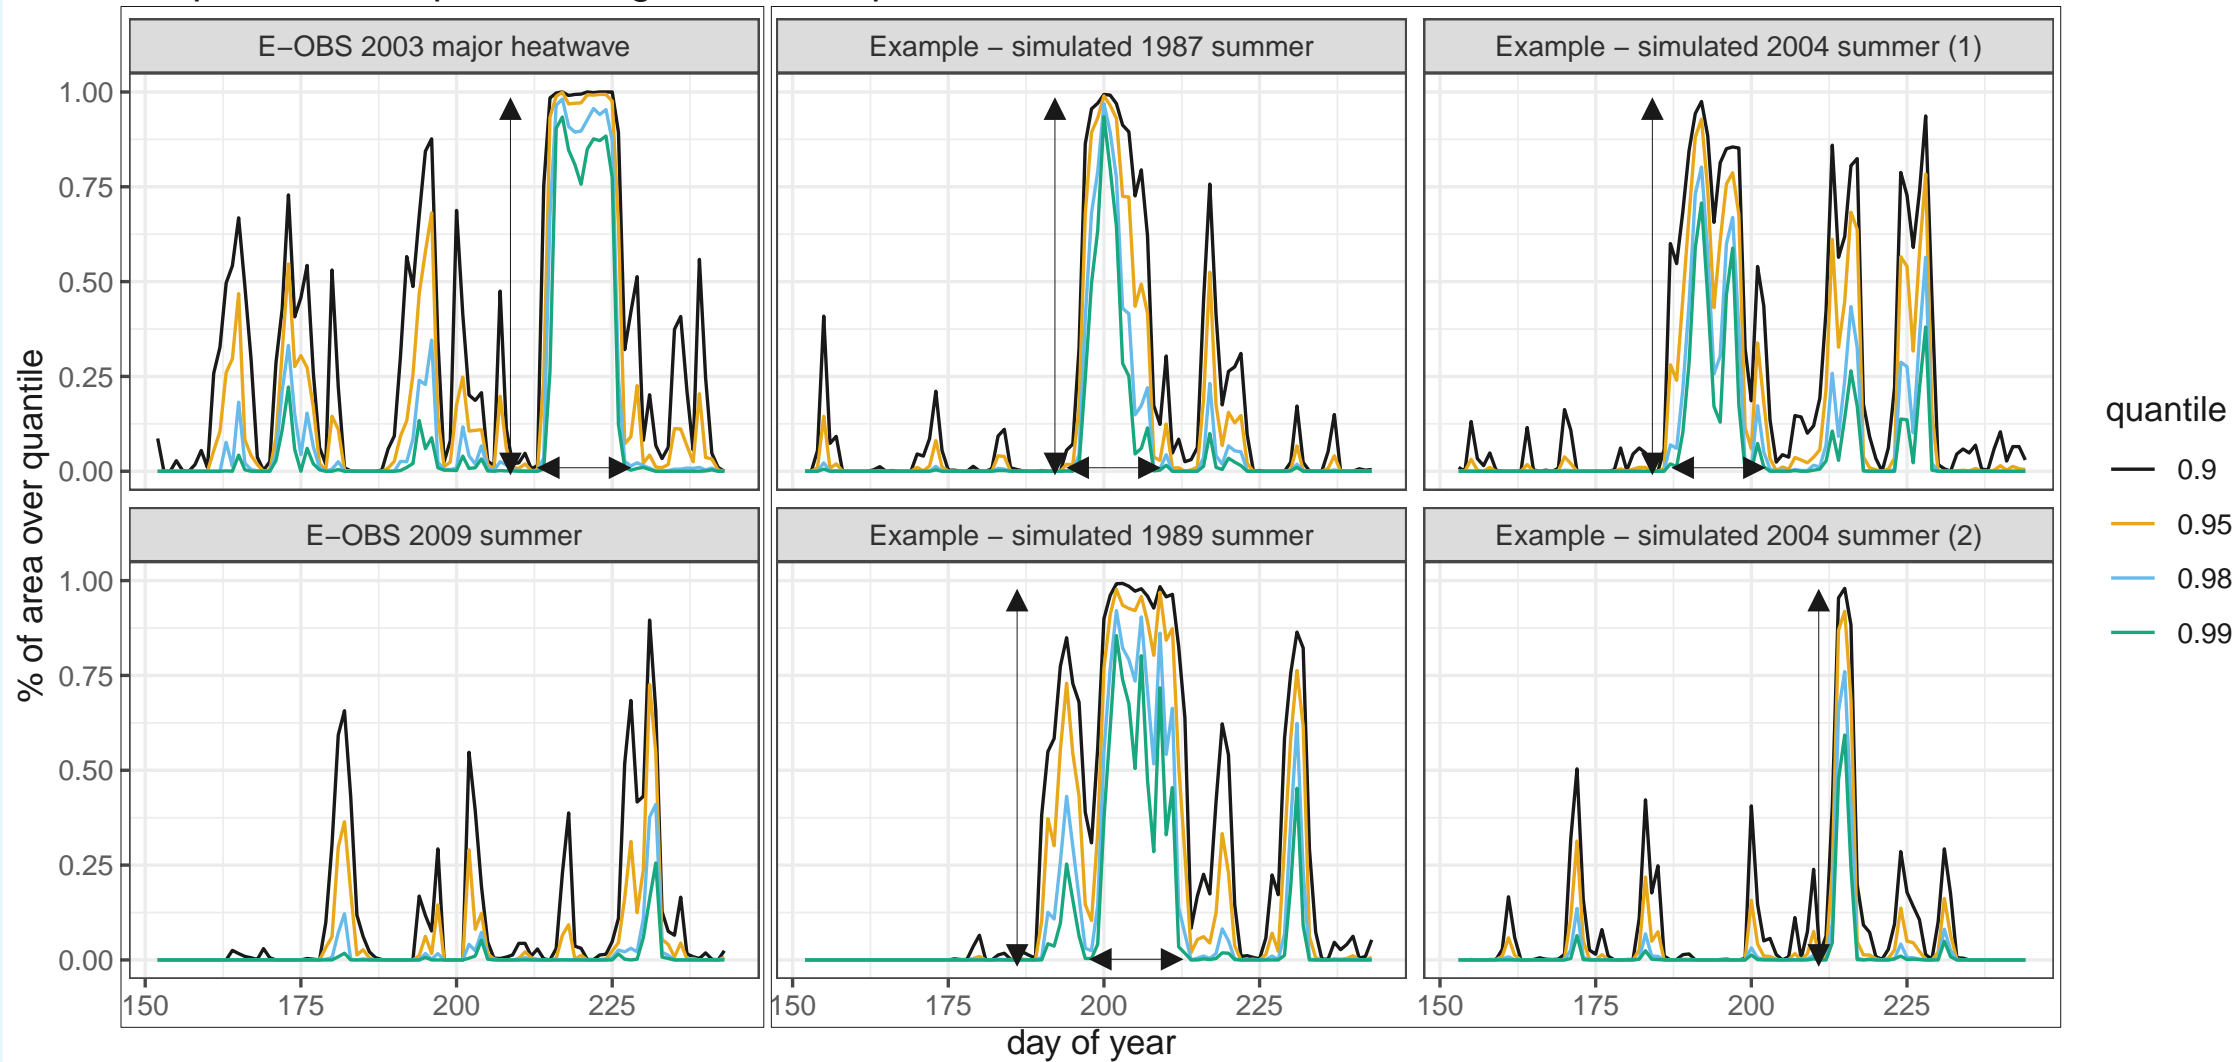 E−OBS 2003 major heatwave
Example − simulated 1987 summer
Example − simulated 2004 summer (1)
1.00
0.75
0.50
0.25
0.00
E−OBS 2009 summer
Example − simulated 1989 summer
Example − simulated 2004 summer (2)
1.00
0.75
0.50
0.25
0.00
150 175 200 225
150 175 200 225
150 175 200 225
day of year
% of area over quantile
quantile
0.9
0.95
0.98
0.99